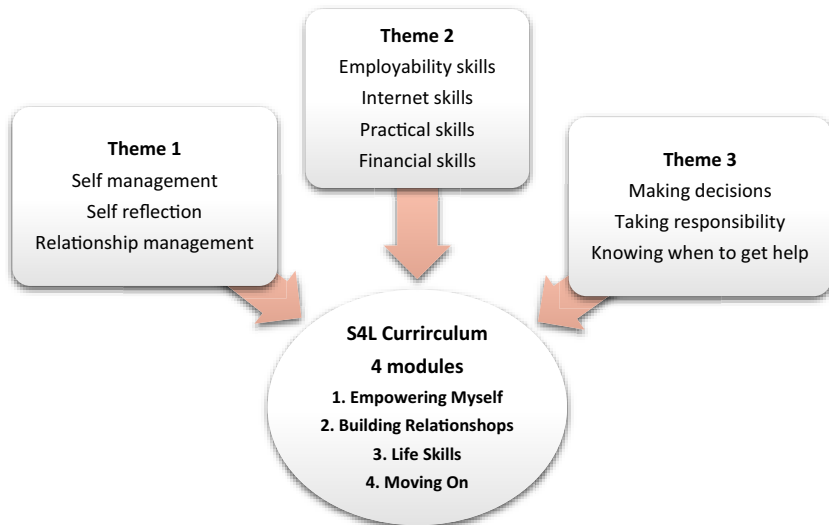 Theme 1
Self management
Self reflection
Relationship management
Theme 2
Employability skills
Internet skills
Practical skills
Financial skills
Theme 3
Making decisions
Taking responsibility
Knowing when to get help
S4L Currirculum
4 modules
1. Empowering Myself
2. Building Relationshops
3. Life Skills
4. Moving On